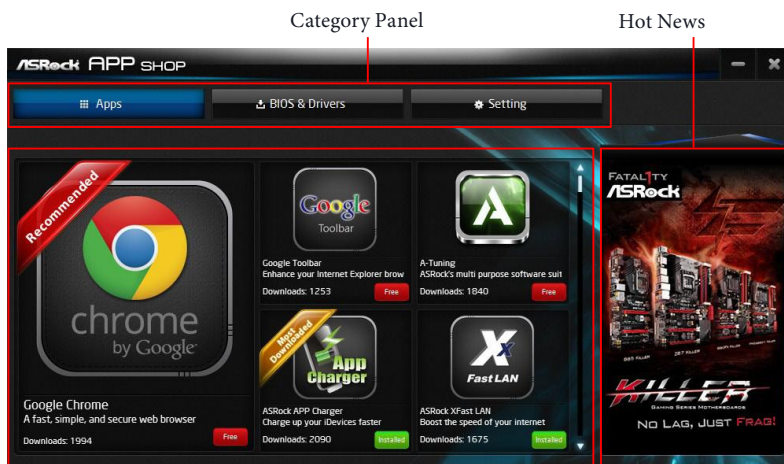 Category Panel
Hot News
ASRock APP SHOP
Apps
BIOS & Drivers
Setting
Recommended
chrome
by Google
Google Chrome
A fast, simple, and secure web browser
Downloads: 1994
Free
Google
Toolbar
Google Toolbar
Enhance your Internet Explorer brow
Downloads: 1253
Free
A-Tuning
ASRock's multi purpose software suit
Downloads: 1840
Free
Most
Downloaded
App
Charger
ASRock APP Charger
Charge up your iDevices faster
Downloads: 2090
Installed
Fast LAN
ASRock XFast LAN
Boost the speed of your internet
Downloads: 1675
Installed
FATAL1TY
ASRock
KILLER
GAMING SERIES MOTHERBOARDS
NO LAG, JUST FRAG!